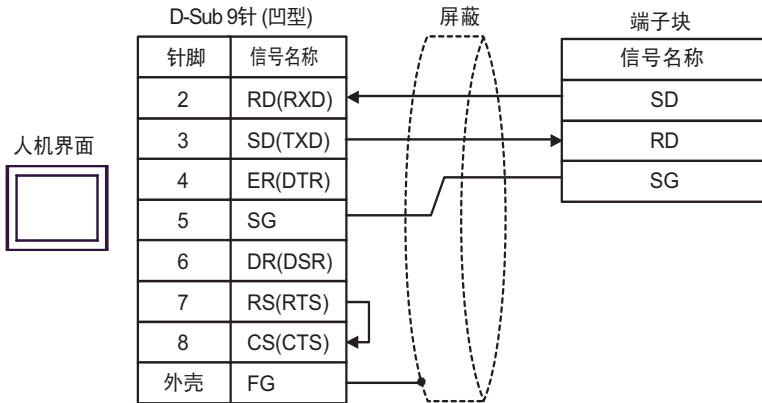 D-Sub 9针 (凹型)
屏蔽
端子块
人机界面
针脚 信号名称
2 RD(RXD)
3 SD(TXD)
4 ER(DTR)
5 SG
6 DR(DSR)
7 RS(RTS)
8 CS(CTS)
外壳 FG
信号名称
SD
RD
SG